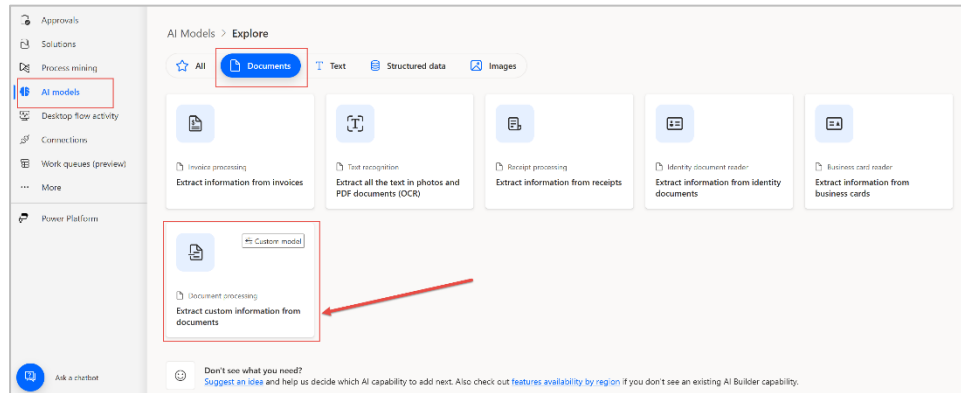 Approvals
Solutions
Process mining
AI models
Desktop flow activity
Connections
Work queues (preview)
More
Power Platform
Ask a chatbot
AI Models > Explore
All
Documents
Text
Structured data
Images
Invoice processing
Extract information from invoices
Text recognition
Extract all the text in photos and
PDF documents (OCR)
Receipt processing
Extract information from receipts
Identity document reader
Extract information from identity
documents
Business card reader
Extract information from
business cards
Custom model
Document processing
Extract custom information from
documents
Don't see what you need?
Suggest an idea and help us decide which AI capability to add next. Also check out features availability by region if you don't see an existing AI Builder capability.